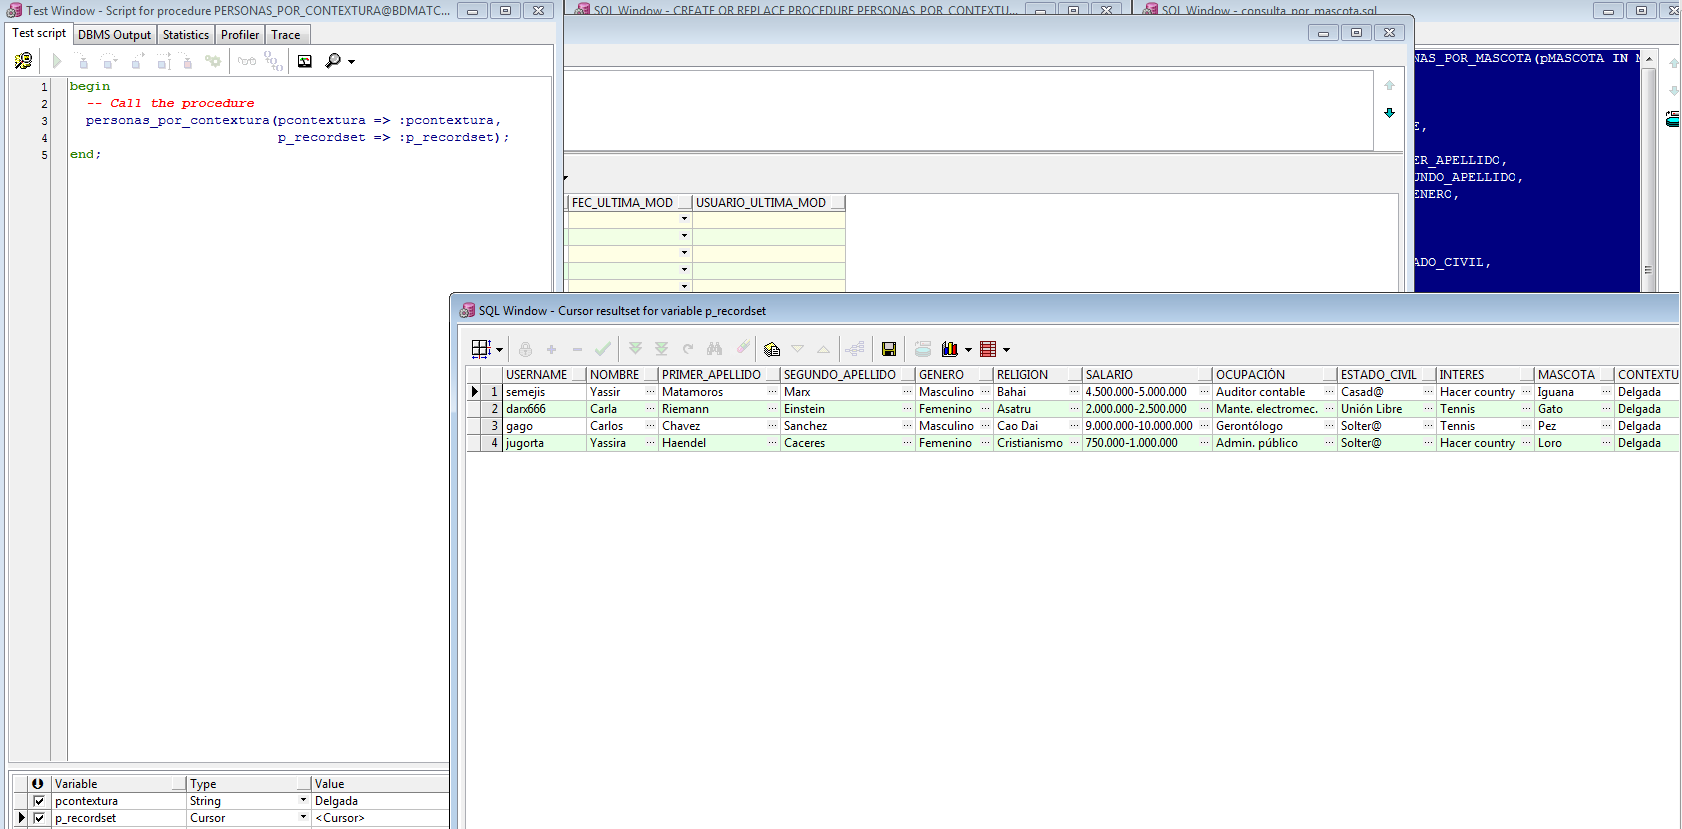 Test Window - Script for procedure PERSONAS_POR_CONTEXTURA@BDMATC...
SQL Window - CREATE OR REPLACE PROCEDURE PERSONAS_POR_CONTEXTU...
SQL Window - consulta_por_mascota.sql
Test script DBMS Output Statistics Profiler Trace
1 begin
2 -- Call the procedure
3 personas_por_contextura(pcontextura => :pcontextura,
4 p_recordset => :p_recordset);
5 end;
NAS_POR_MASCOTA(pMASCOTA IN
E,
ER_APELLIDO,
UNDO_APELLIDO,
ENERO,
ADO_CIVIL,
FEC_ULTIMA_MOD USUARIO_ULTIMA_MOD
SQL Window - Cursor resultset for variable p_recordset
USERNAME NOMBRE PRIMER_APELLIDO SEGUNDO_APELLIDO GENERO RELIGION SALARIO OCUPACIÓN ESTADO_CIVIL INTERES MASCOTA CONTEXTU
1 semejis Yassir Matamoros Marx Masculino Bahai 4.500.000-5.000.000 Auditor contable Casad@ Hacer country Iguana Delgada
2 darx666 Carla Riemann Einstein Femenino Asatru 2.000.000-2.500.000 Mante. electromec. Unión Libre Tennis Gato Delgada
3 gago Carlos Chavez Sanchez Masculino Cao Dai 9.000.000-10.000.000 Gerontólogo Solter@ Tennis Pez Delgada
4 jugorta Yassira Haendel Caceres Femenino Cristianismo 750.000-1.000.000 Admin. público Solter@ Hacer country Loro Delgada
Variable Type Value
pcontextura String Delgada
p_recordset Cursor <Cursor>